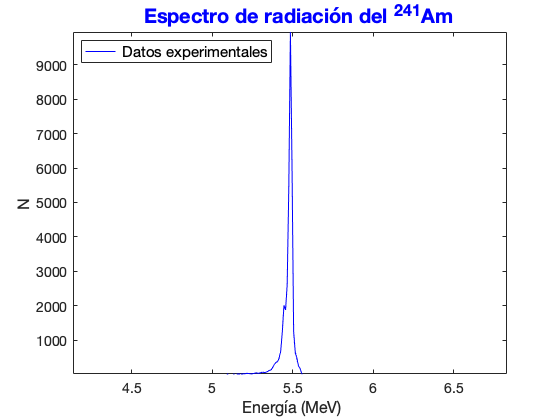 Espectro de radiación del ²⁴¹Am
Datos experimentales
9000
8000
7000
6000
5000
4000
3000
2000
1000
N
4.5 5 5.5 6 6.5
Energía (MeV)